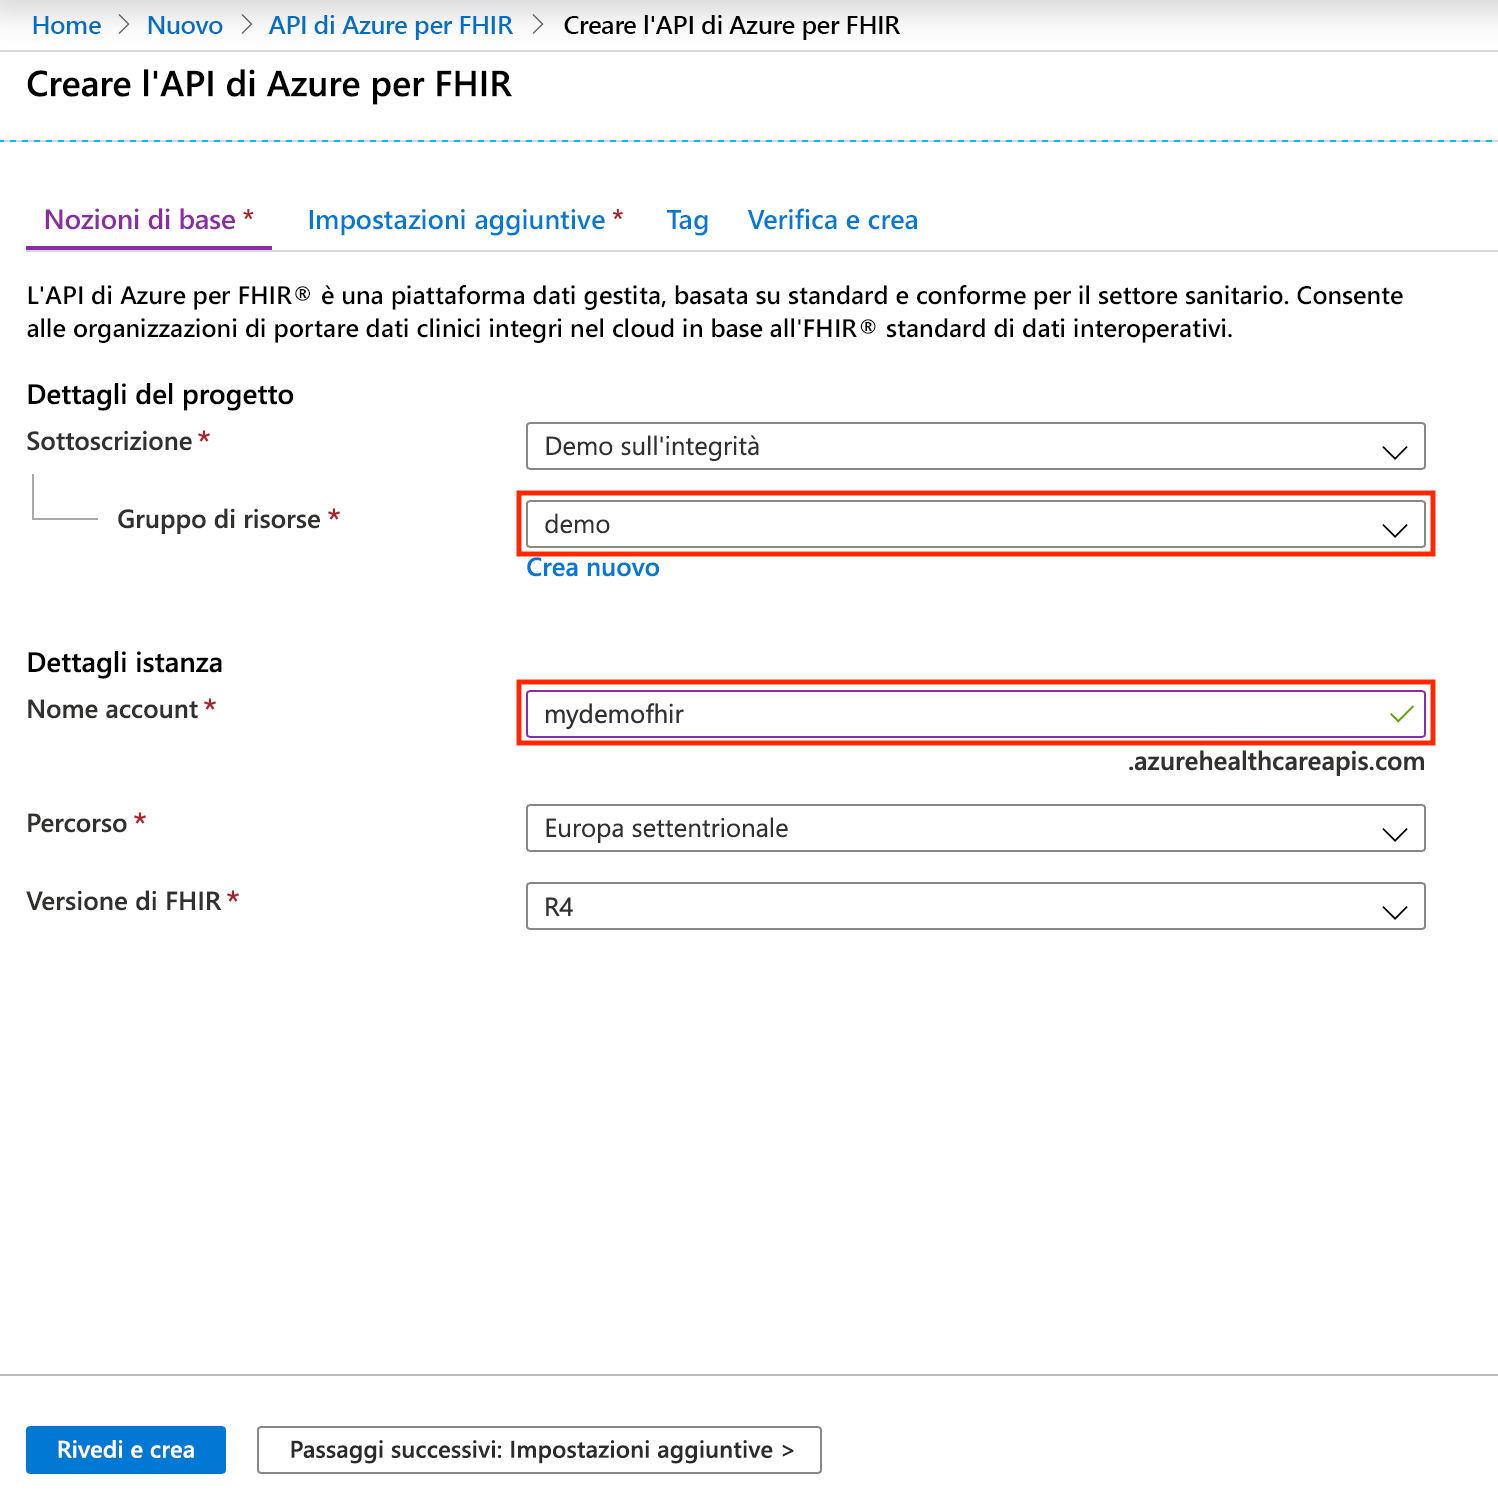 Home > Nuovo > API di Azure per FHIR > Creare l'API di Azure per FHIR
Creare l'API di Azure per FHIR
Nozioni di base * Impostazioni aggiuntive * Tag Verifica e crea
L'API di Azure per FHIR® è una piattaforma dati gestita, basata su standard e conforme per il settore sanitario. Consente
alle organizzazioni di portare dati clinici integri nel cloud in base all'FHIR® standard di dati interoperativi.
Dettagli del progetto
Sottoscrizione * Demo sull'integrità
Gruppo di risorse * demo
Crea nuovo
Dettagli istanza
Nome account * mydemofhir
.azurehealthcareapis.com
Percorso * Europa settentrionale
Versione di FHIR * R4
Rivedi e crea Passaggi successivi: Impostazioni aggiuntive >